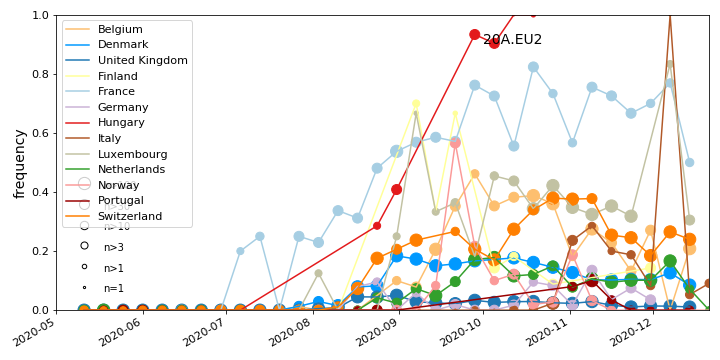 1.0
0.8
0.6
0.4
0.2
0.0
frequency
20A.EU2
Belgium
Denmark
United Kingdom
Finland
France
Germany
Hungary
Italy
Luxembourg
Netherlands
Norway
Portugal
Switzerland
n>10
n>3
n>1
n=1
2020-05
2020-06
2020-07
2020-08
2020-09
2020-10
2020-11
2020-12